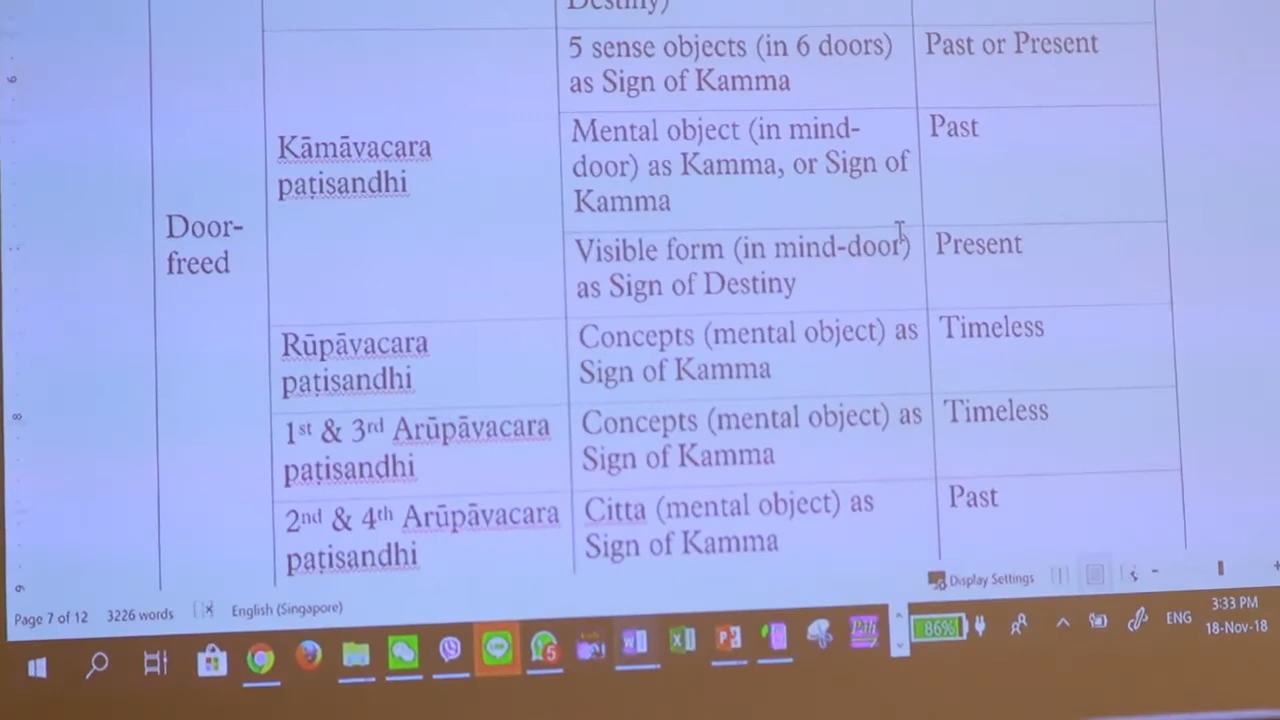 Destiny)
5 sense objects (in 6 doors)
as Sign of Kamma
Past or Present
Kāmāvacara
paṭisandhi
Mental object (in mind-
door) as Kamma, or Sign of
Kamma
Past
Door-
freed
Visible form (in mind-door)
as Sign of Destiny
Present
Rūpāvacara
paṭisandhi
Concepts (mental object) as
Sign of Kamma
Timeless
1st & 3rd Arūpāvacara
paṭisandhi
Concepts (mental object) as
Sign of Kamma
Timeless
2nd & 4th Arūpāvacara
paṭisandhi
Citta (mental object) as
Sign of Kamma
Past
Display Settings
Page 7 of 12
3226 words
English (Singapore)
5
86%
ENG
3:33 PM
18-Nov-18